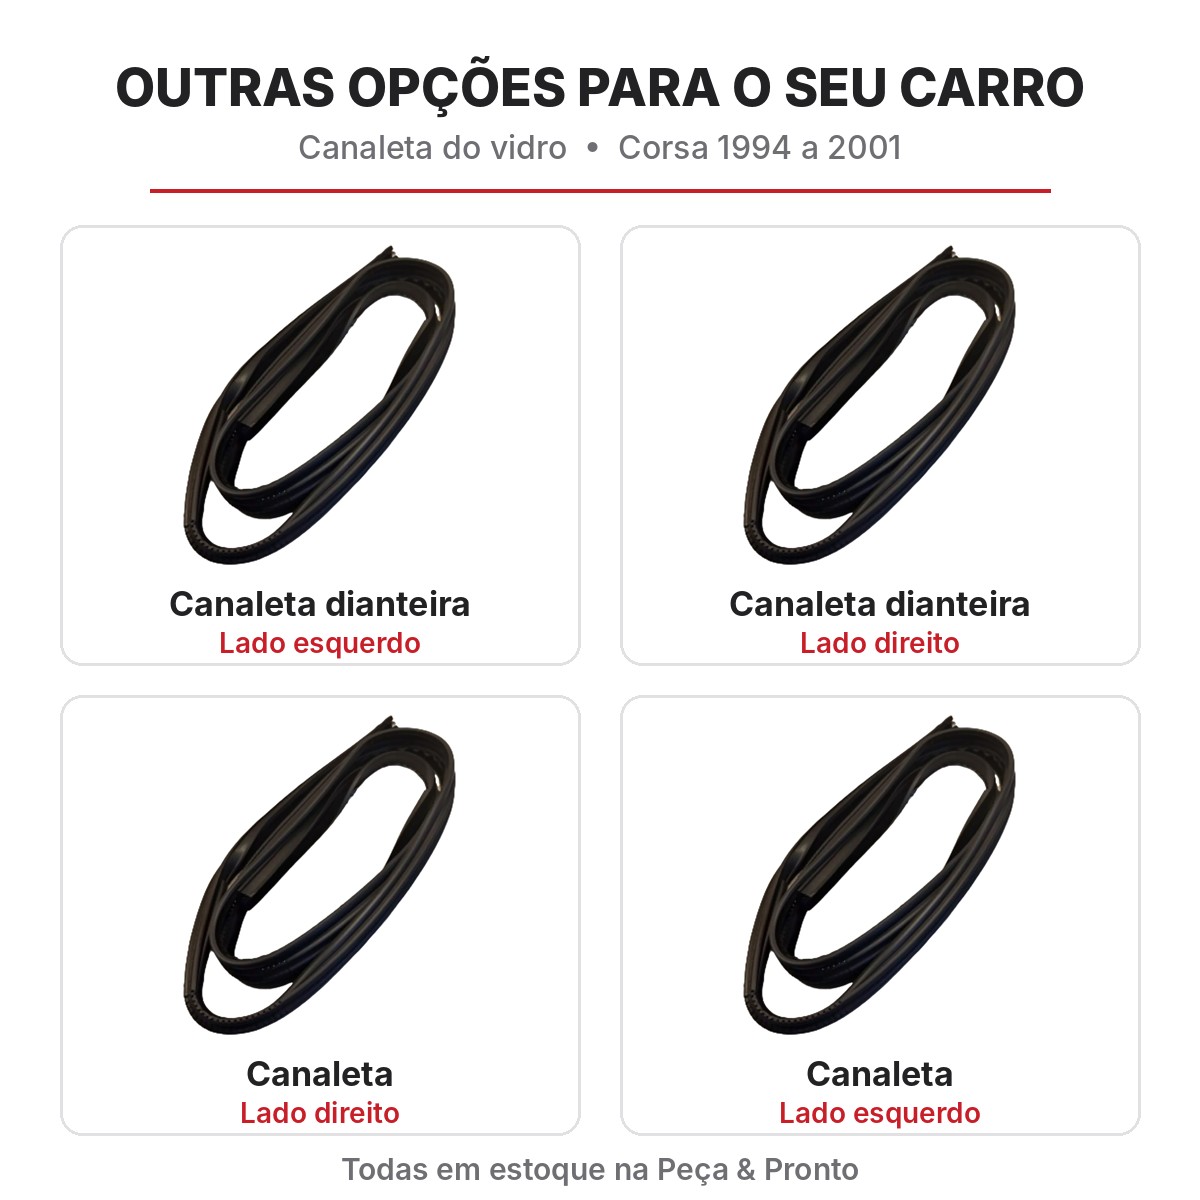 OUTRAS OPÇÕES PARA O SEU CARRO
Canaleta do vidro • Corsa 1994 a 2001
Canaleta dianteira
Lado esquerdo
Canaleta dianteira
Lado direito
Canaleta
Lado direito
Canaleta
Lado esquerdo
Todas em estoque na Peça & Pronto